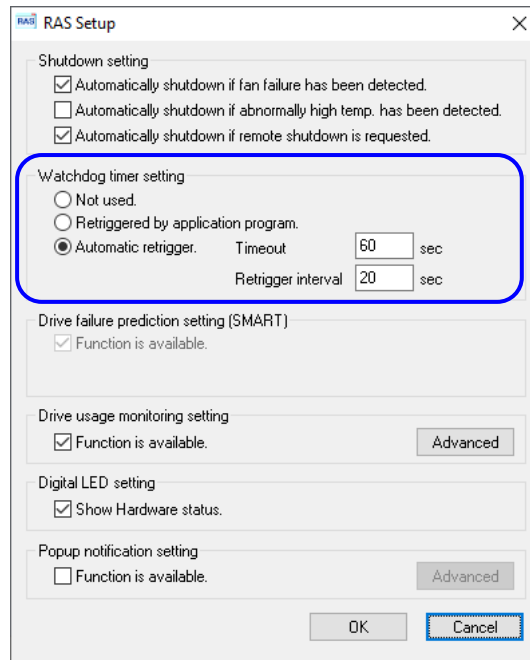 RAS RAS Setup
Shutdown setting
Automatically shutdown if fan failure has been detected.
Automatically shutdown if abnormally high temp. has been detected.
Automatically shutdown if remote shutdown is requested.
Watchdog timer setting
Not used.
Retriggered by application program.
Automatic retrigger. Timeout 60 sec
Retrigger interval 20 sec
Drive failure prediction setting (SMART)
Function is available.
Drive usage monitoring setting
Function is available. Advanced
Digital LED setting
Show Hardware status.
Popup notification setting
Function is available. Advanced
OK Cancel